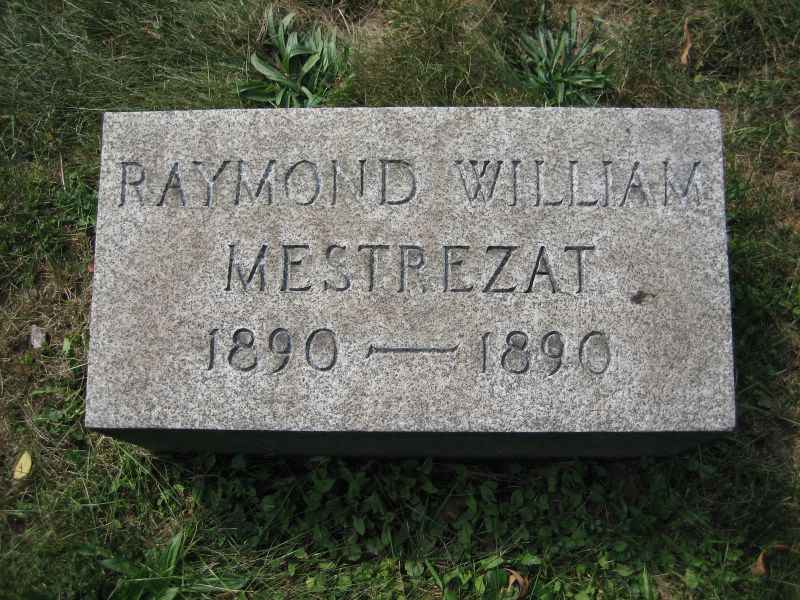 RAYMOND WILLIAM
MESTREZAT
1890 — 1890